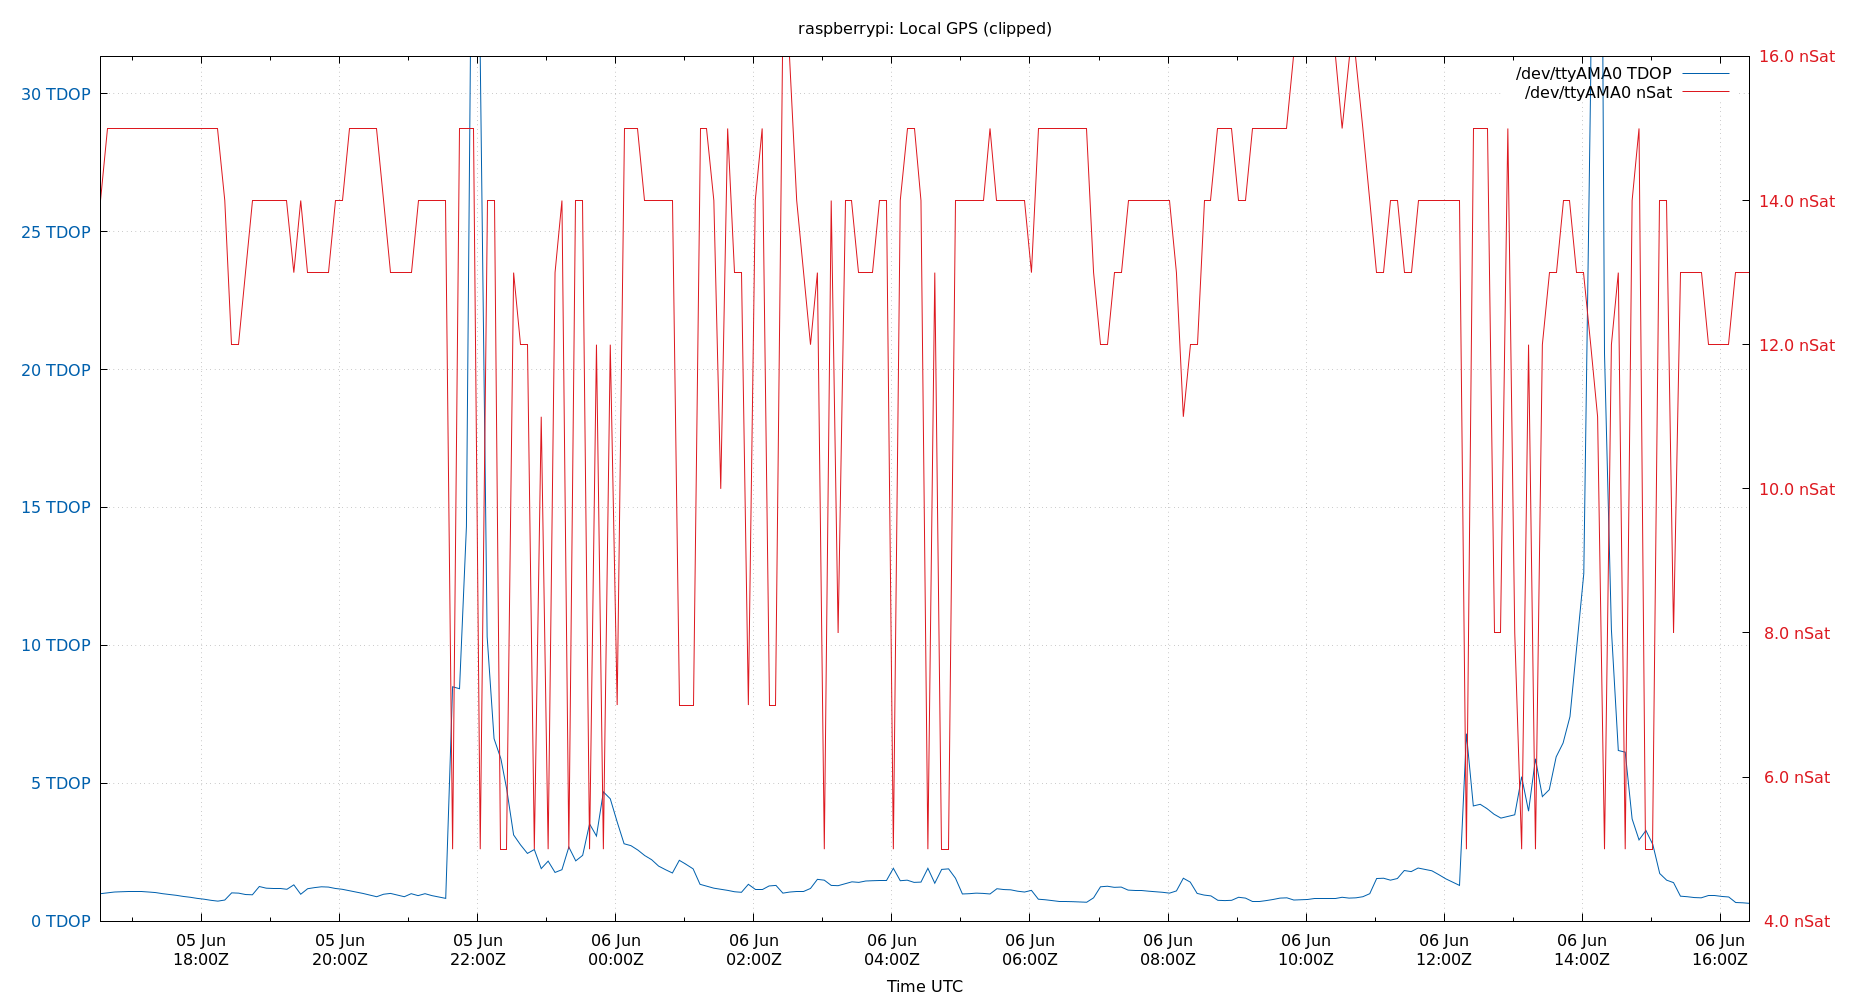 raspberrypi: Local GPS (clipped)
/dev/ttyAMA0 TDOP
/dev/ttyAMA0 nSat
30 TDOP
25 TDOP
20 TDOP
15 TDOP
10 TDOP
5 TDOP
0 TDOP
16.0 nSat
14.0 nSat
12.0 nSat
10.0 nSat
8.0 nSat
6.0 nSat
4.0 nSat
05 Jun
18:00Z
05 Jun
20:00Z
05 Jun
22:00Z
06 Jun
00:00Z
06 Jun
02:00Z
06 Jun
04:00Z
06 Jun
06:00Z
06 Jun
08:00Z
06 Jun
10:00Z
06 Jun
12:00Z
06 Jun
14:00Z
06 Jun
16:00Z
Time UTC